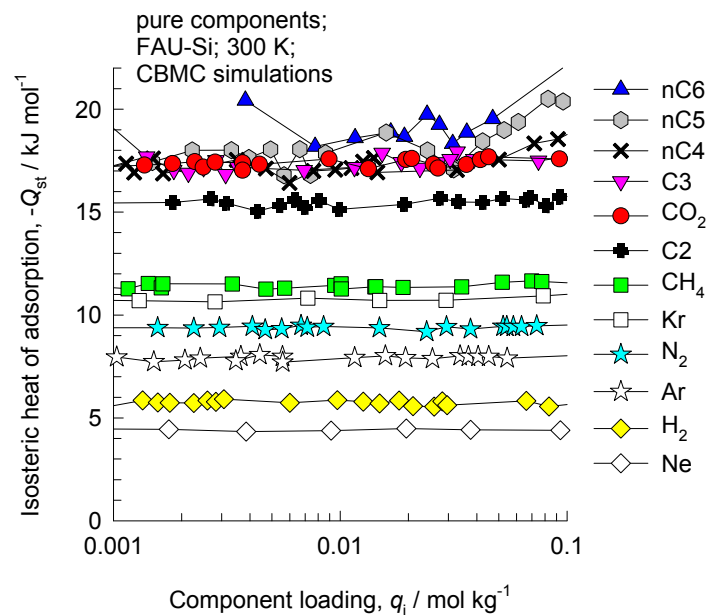 pure components;
FAU-Si; 300 K;
CBMC simulations
Isosteric heat of adsorption, -Qst / kJ mol-1
20
15
10
5
0
0.001
0.01
0.1
Component loading, qi / mol kg-1
nC6
nC5
nC4
C3
CO2
C2
CH4
Kr
N2
Ar
H2
Ne